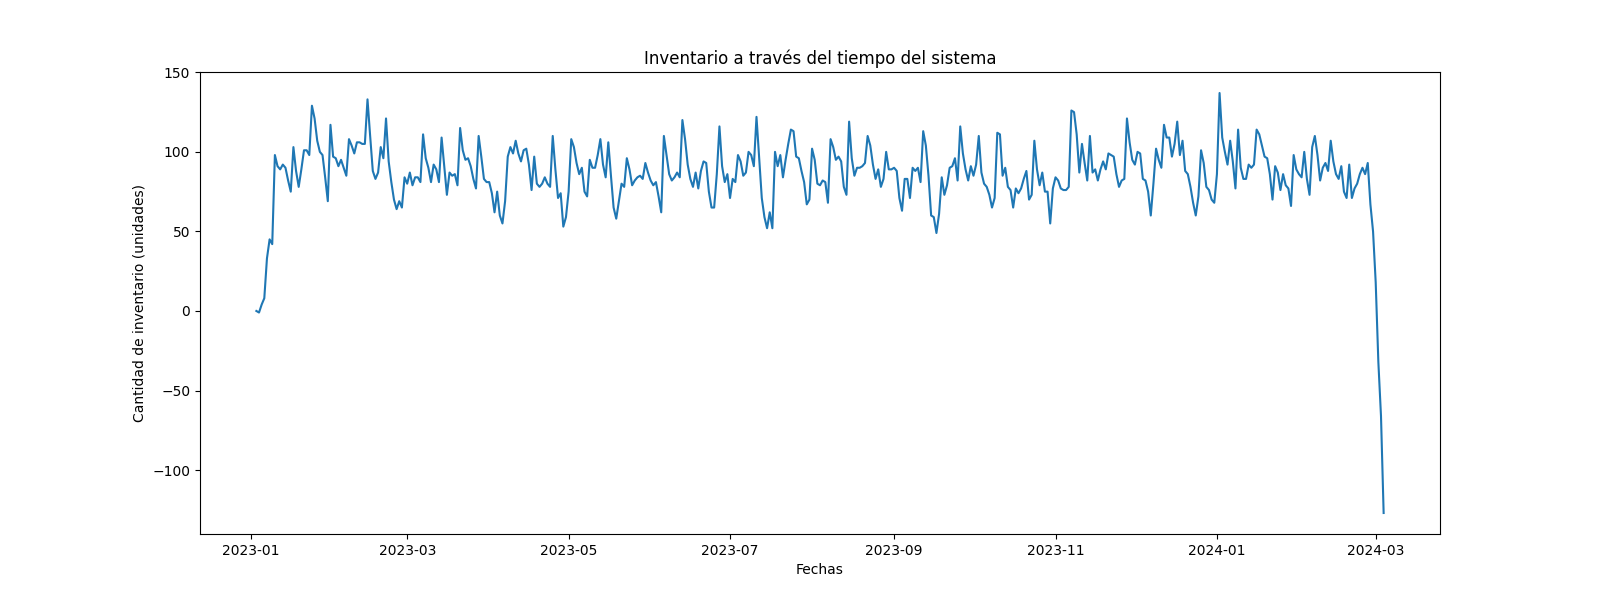 Inventario a través del tiempo del sistema
150
100
50
0
−50
−100
Cantidad de inventario (unidades)
2023-01 2023-03 2023-05 2023-07 2023-09 2023-11 2024-01 2024-03
Fechas